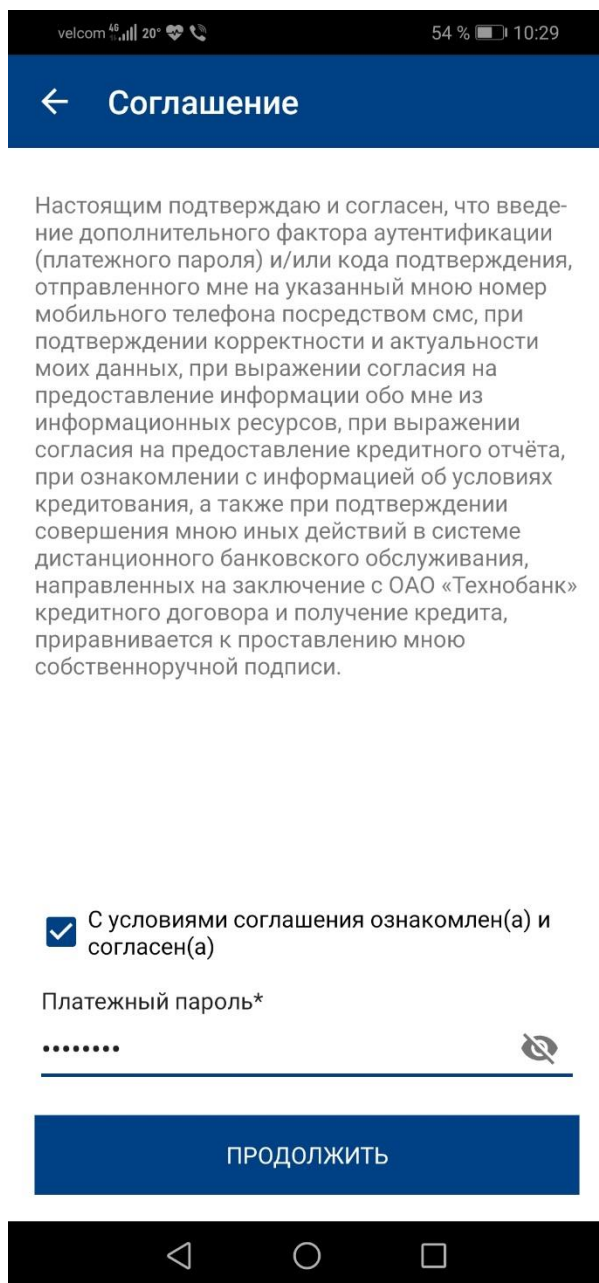 velcom 4G 20° 54 % 10:29
Соглашение
Настоящим подтверждаю и согласен, что введе-
ние дополнительного фактора аутентификации
(платежного пароля) и/или кода подтверждения,
отправленного мне на указанный мною номер
мобильного телефона посредством смс, при
подтверждении корректности и актуальности
моих данных, при выражении согласия на
предоставление информации обо мне из
информационных ресурсов, при выражении
согласия на предоставление кредитного отчёта,
при ознакомлении с информацией об условиях
кредитования, а также при подтверждении
совершения мною иных действий в системе
дистанционного банковского обслуживания,
направленных на заключение с ОАО «Технобанк»
кредитного договора и получение кредита,
приравнивается к проставлению мною
собственноручной подписи.
С условиями соглашения ознакомлен(а) и
согласен(а)
Платежный пароль*
••••••••
ПРОДОЛЖИТЬ